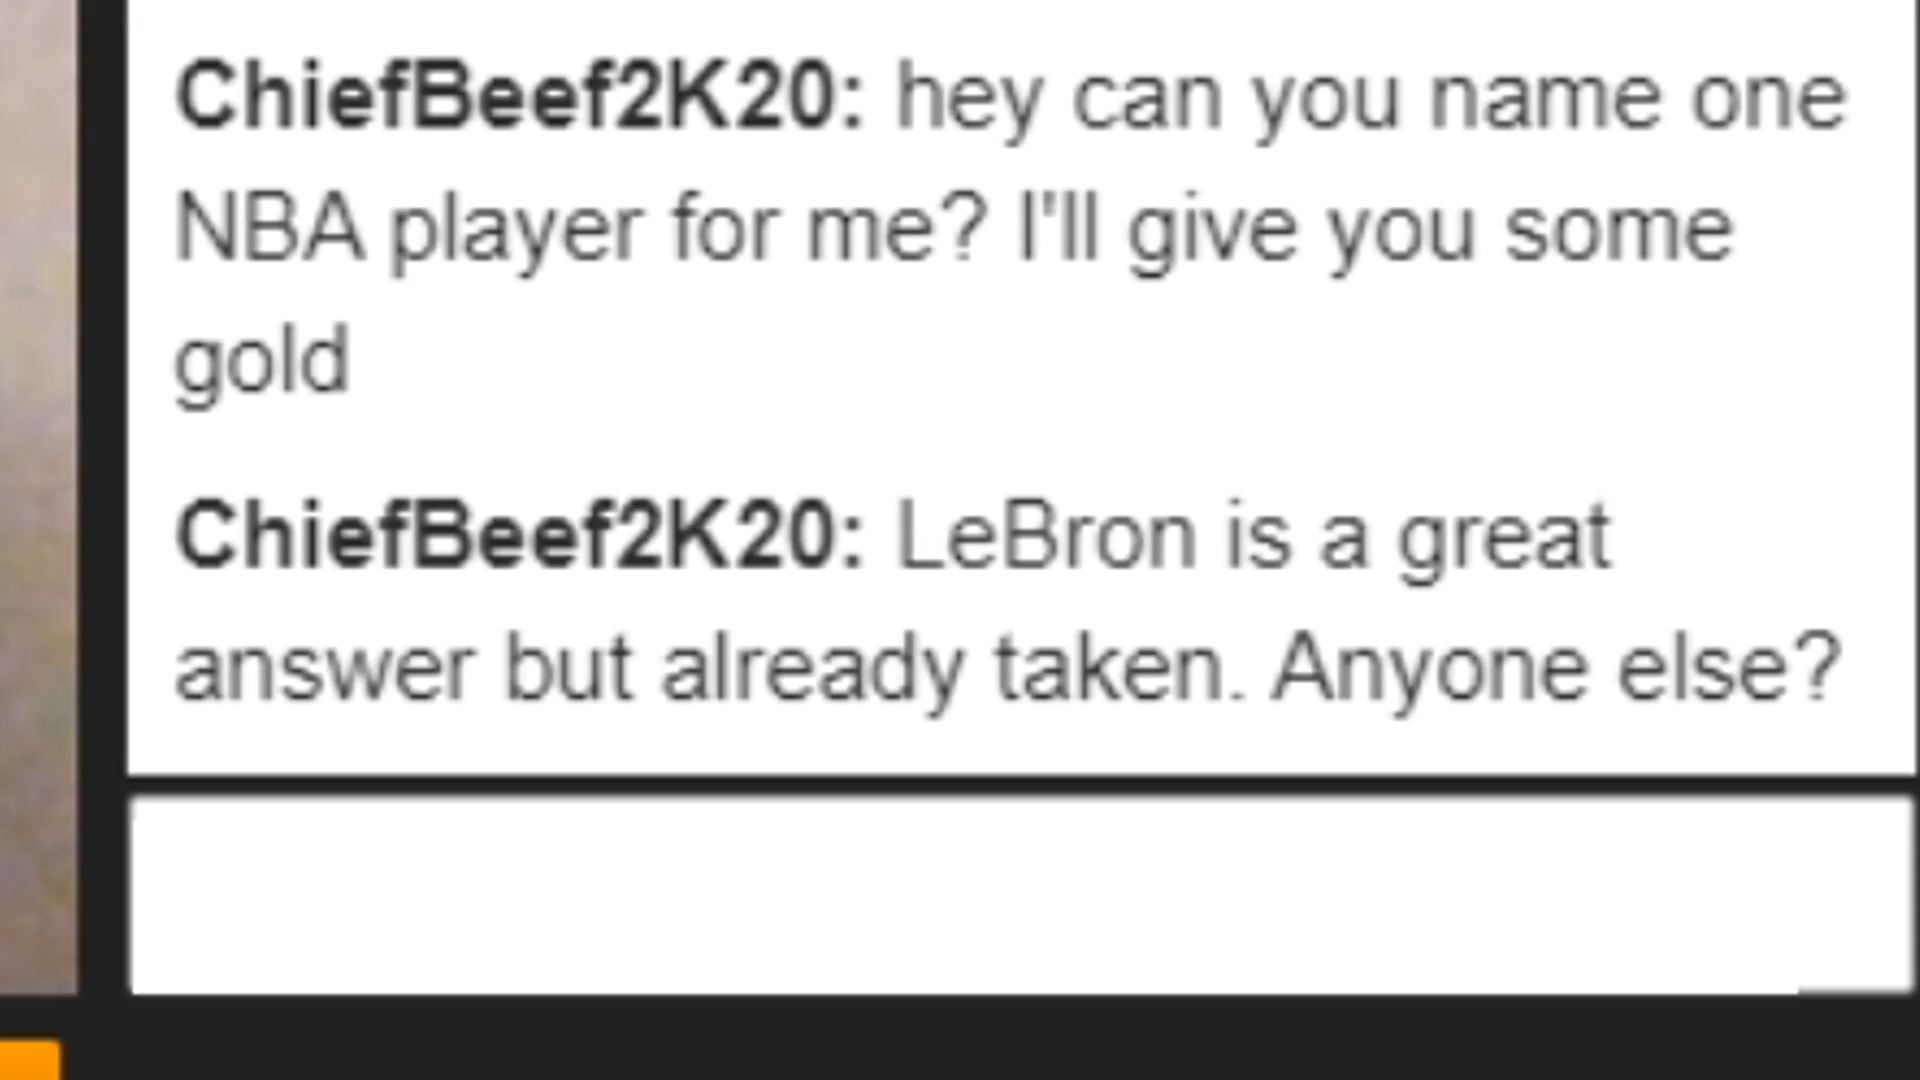 ChiefBeef2K20: hey can you name one
NBA player for me? I'll give you some
gold
ChiefBeef2K20: LeBron is a great
answer but already taken. Anyone else?